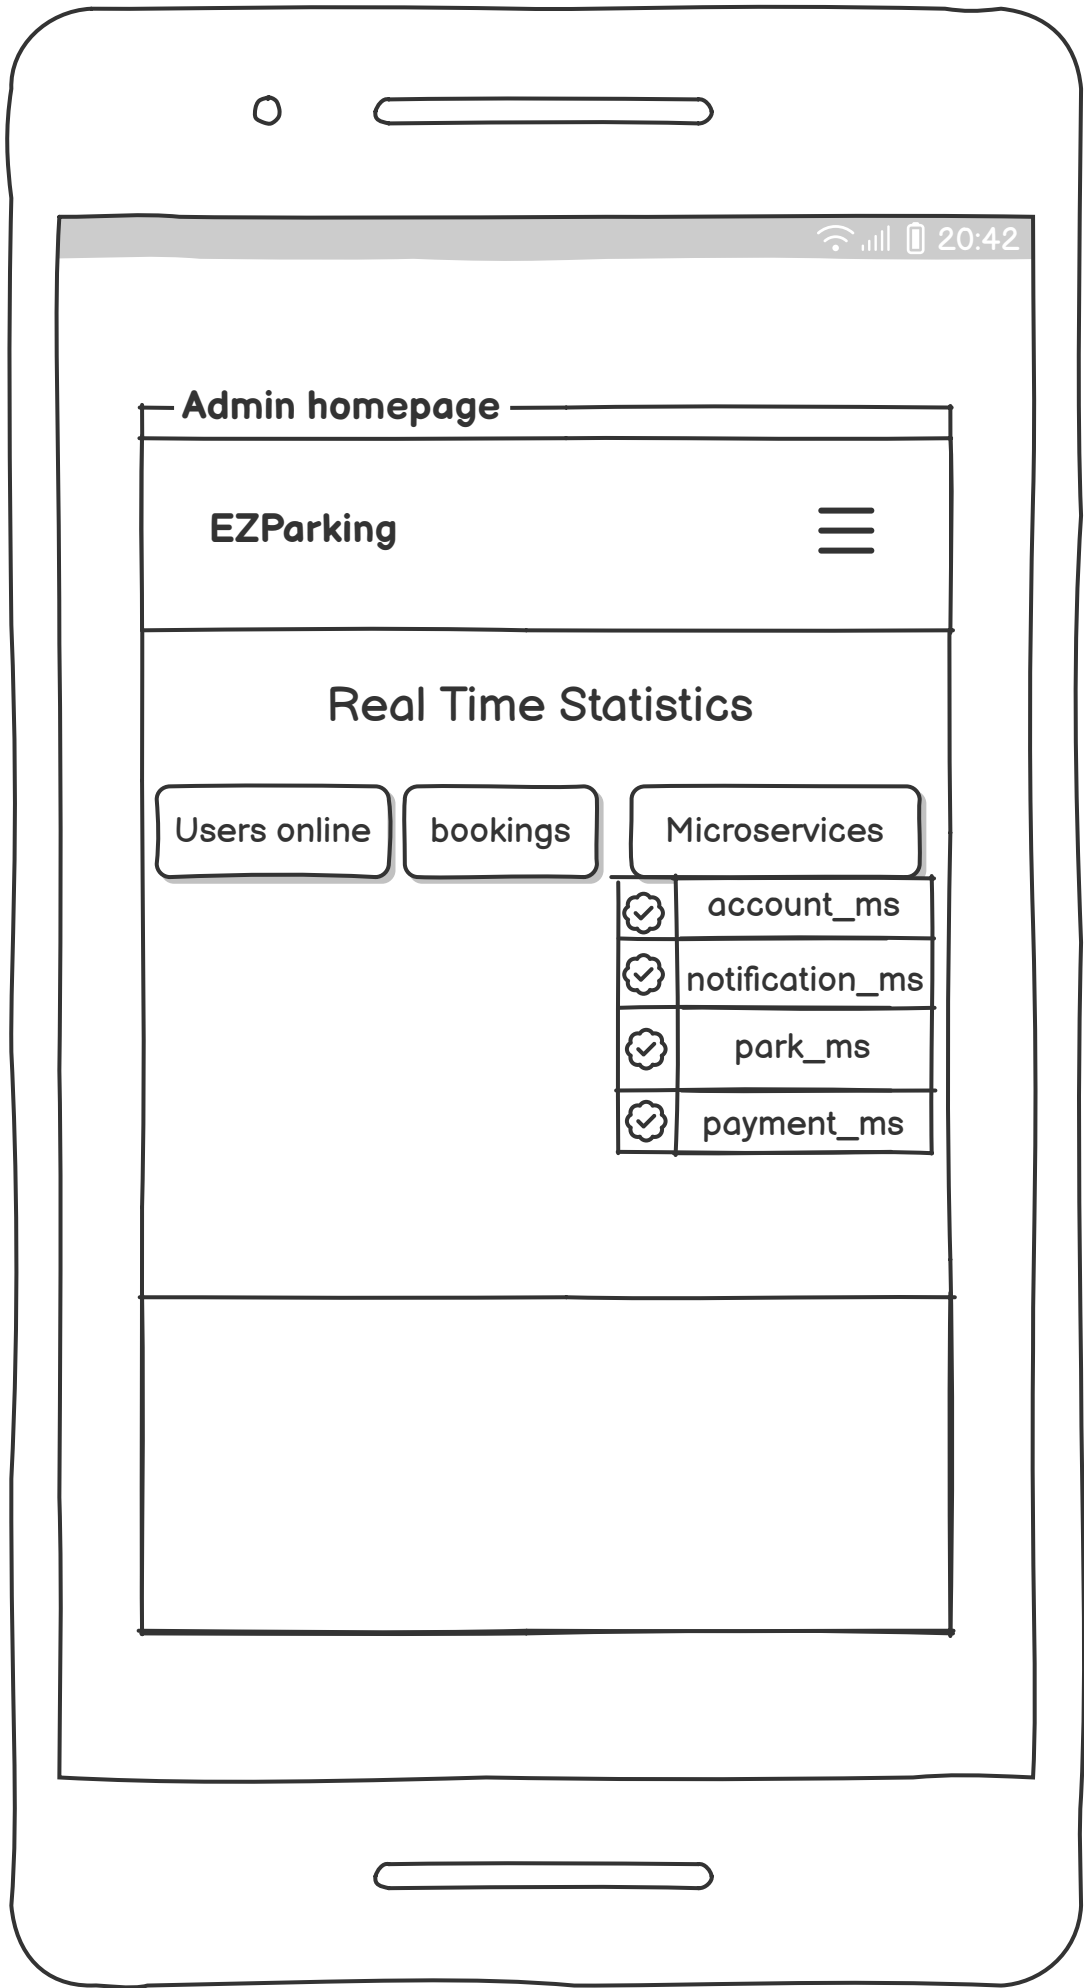 20:42
Admin homepage
EZParking
Real Time Statistics
Users online
bookings
Microservices
account_ms
notification_ms
park_ms
payment_ms